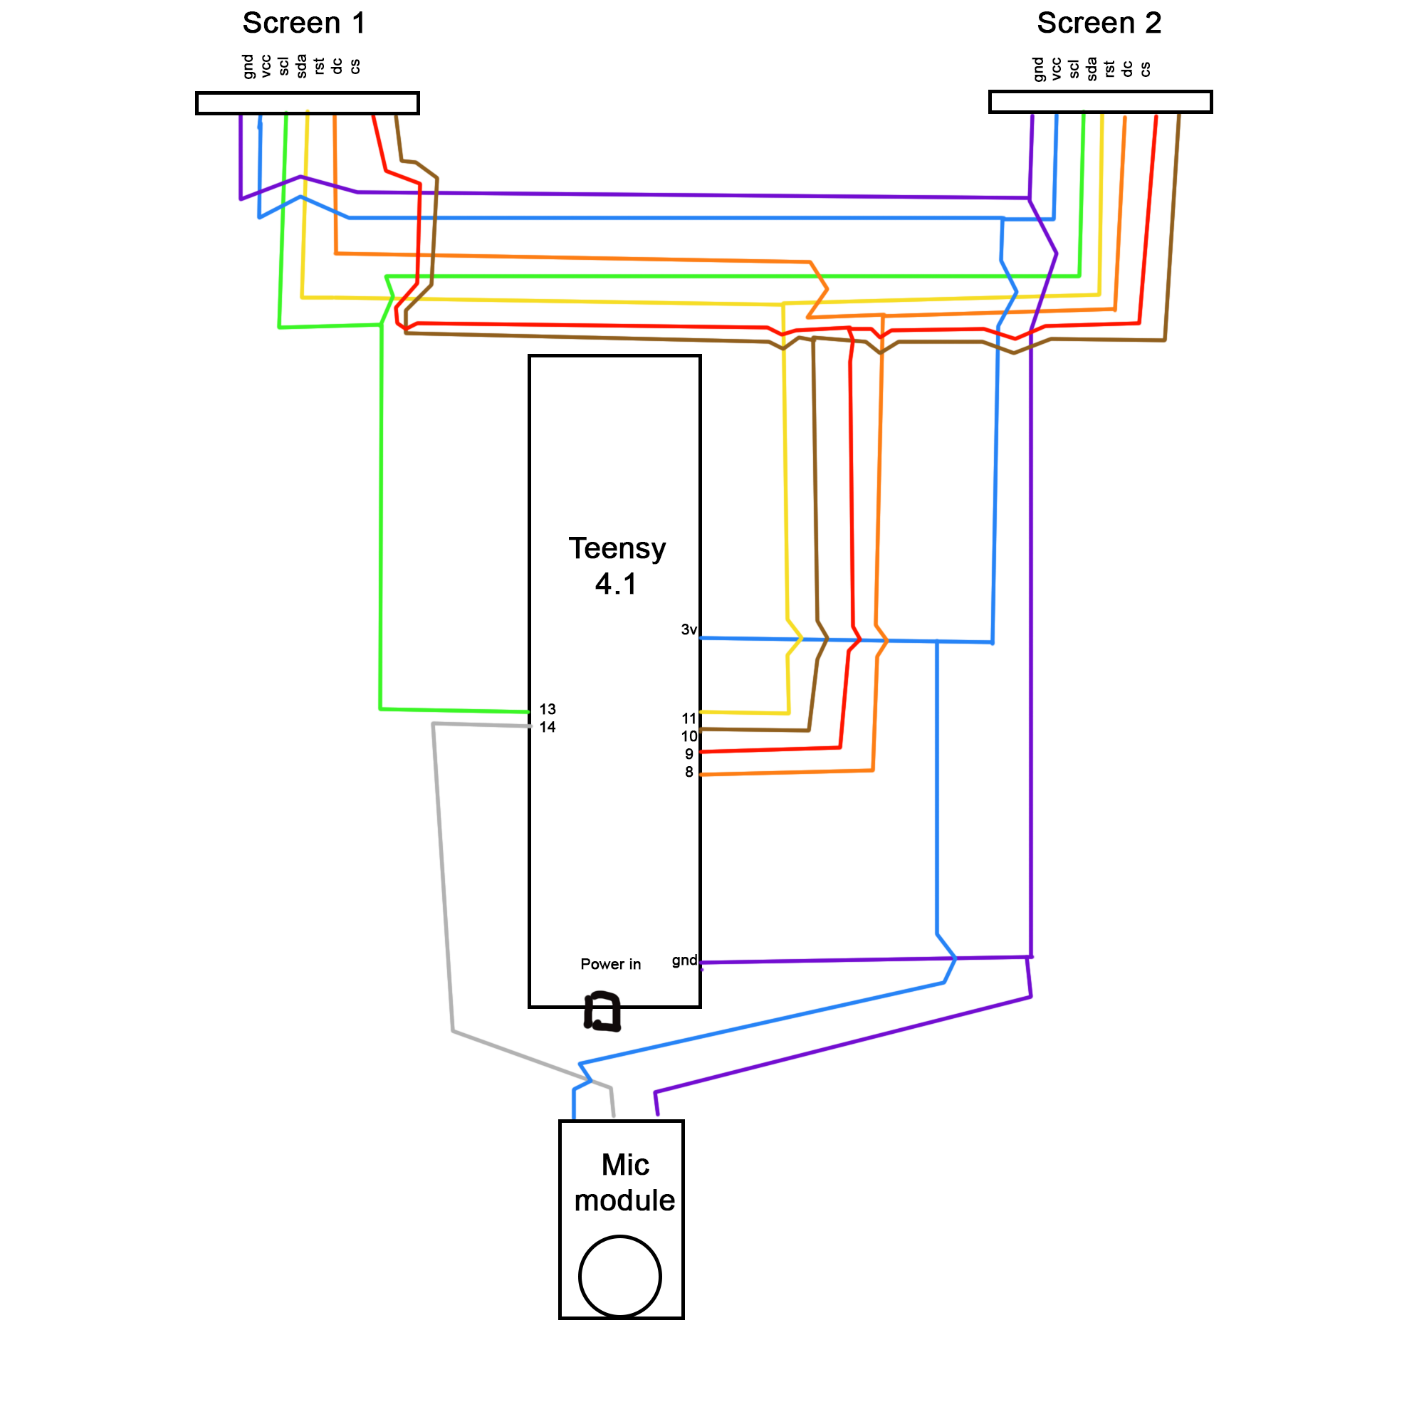 Screen 1
Screen 2
gnd
vcc
scl
sda
rst
dc
cs
gnd
vcc
scl
sda
rst
dc
cs
Teensy
4.1
3v
13
14
11
10
9
8
Power in
gnd
Mic
module